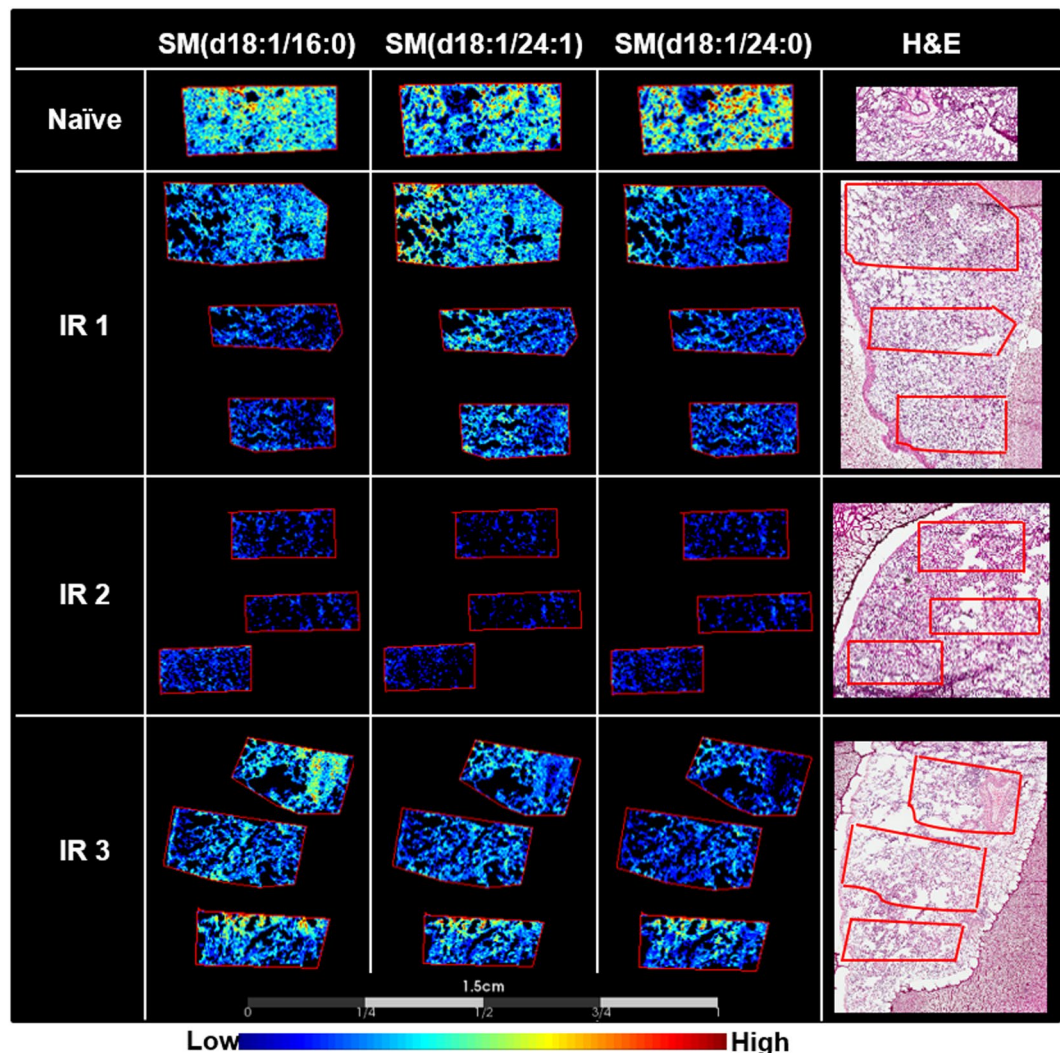 SM(d18:1/16:0) SM(d18:1/24:1) SM(d18:1/24:0) H&E
Naïve
IR 1
IR 2
IR 3
1.5cm
0 1/4 1/2 3/4 1
Low High